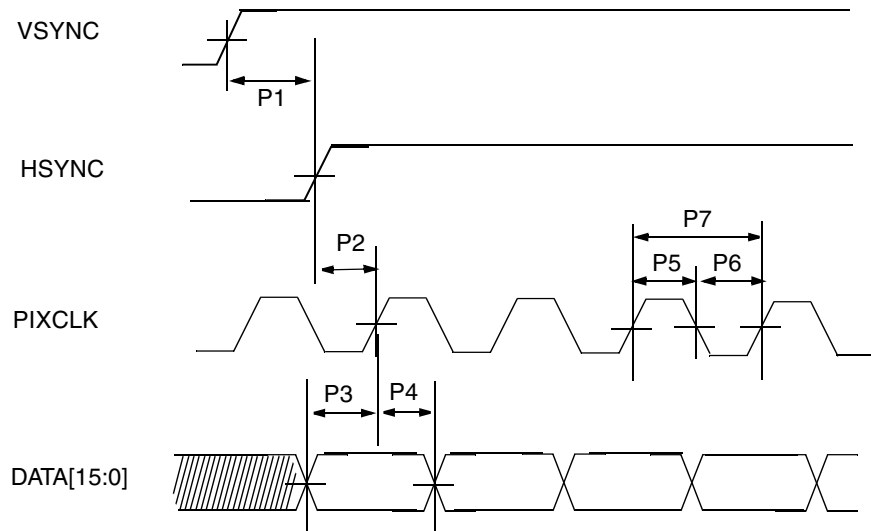 VSYNC
P1
HSYNC
P2
P7
P5 P6
PIXCLK
P3 P4
DATA[15:0]